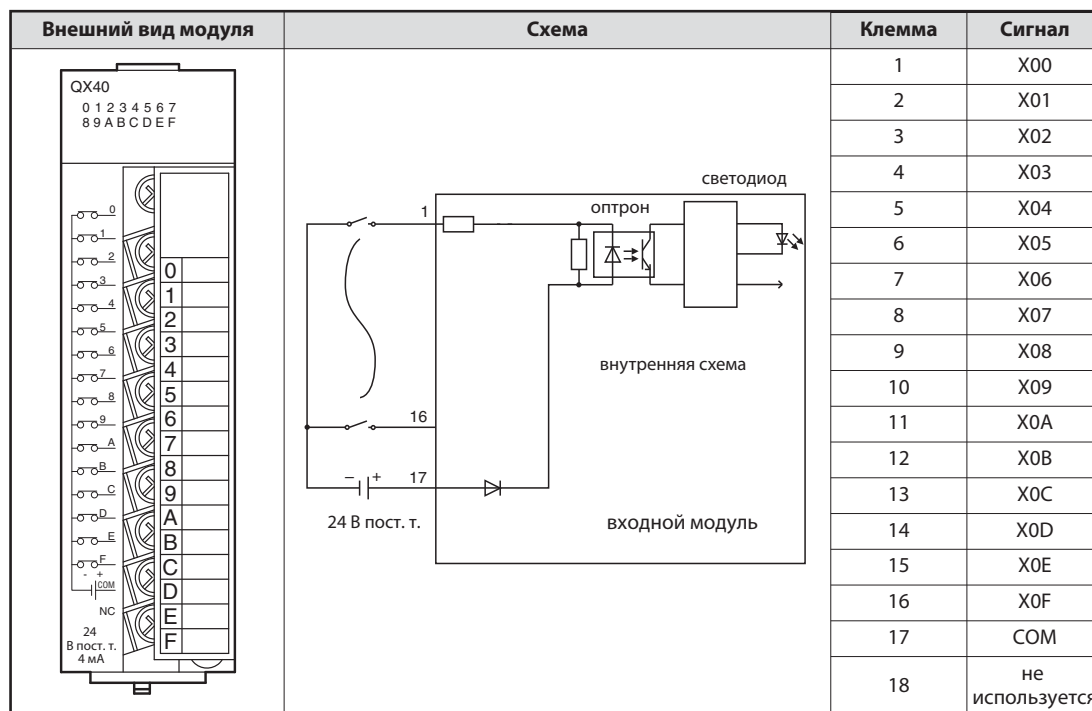 Внешний вид модуля
Схема
Клемма Сигнал
QX40
0 1 2 3 4 5 6 7
8 9 A B C D E F
0
1
2
3
4
5
6
7
8
9
A
B
C
D
E
F
- +
COM
NC
24
В пост. т.
4 мА
0
1
2
3
4
5
6
7
8
9
A
B
C
D
E
F
светодиод
оптрон
1
внутренняя схема
16
– + 17
24 В пост. т.
входной модуль
1 X00
2 X01
3 X02
4 X03
5 X04
6 X05
7 X06
8 X07
9 X08
10 X09
11 X0A
12 X0B
13 X0C
14 X0D
15 X0E
16 X0F
17 COM
18 не
используется